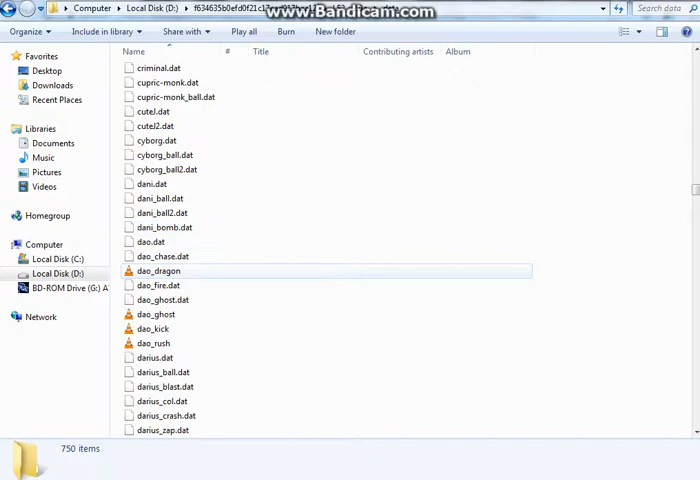 Computer ▸ Local Disk (D:) ▸
www.Bandicam.com
Search data
Organize Include in library Share with Play all Burn New folder
Name # Title Contributing artists Album
Favorites
Desktop
Downloads
Recent Places
Libraries
Documents
Music
Pictures
Videos
Homegroup
Computer
Local Disk (C:)
Local Disk (D:)
BD-ROM Drive (G:) A
Network
criminal.dat
cupric-monk.dat
cupric-monk_ball.dat
cuteJ.dat
cuteJ2.dat
cyborg.dat
cyborg_ball.dat
cyborg_ball2.dat
dani.dat
dani_ball.dat
dani_ball2.dat
dani_bomb.dat
dao.dat
dao_chase.dat
dao_dragon
dao_fire.dat
dao_ghost.dat
dao_ghost
dao_kick
dao_rush
darius.dat
darius_ball.dat
darius_blast.dat
darius_col.dat
darius_crash.dat
darius_zap.dat
750 items